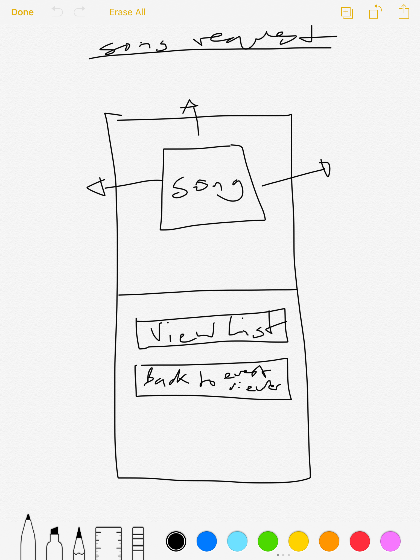 Done
Erase All
song request
song
View List
Back to event
viewer